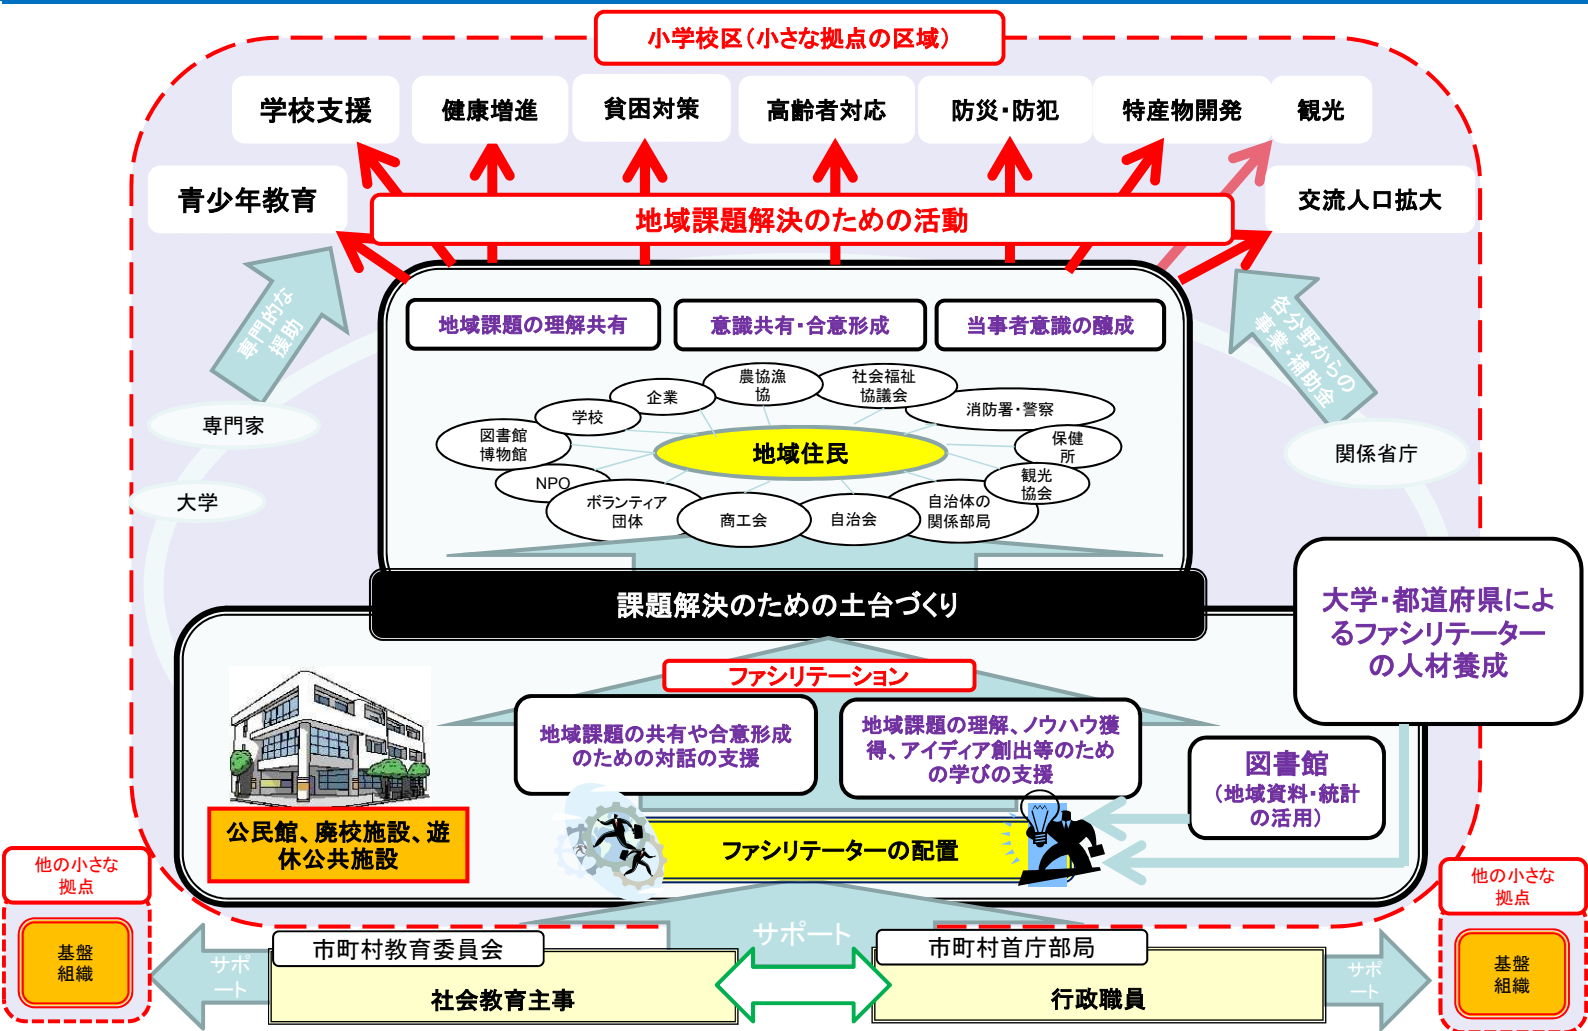 小学校区（小さな拠点の区域）
学校支援
健康増進
貧困対策
高齢者対応
防災・防犯
特産物開発
観光
青少年教育
交流人口拡大
地域課題解決のための活動
専門的な
援助
各分野からの
事業・補助金
地域課題の理解共有
意識共有・合意形成
当事者意識の醸成
農協漁
協
社会福祉
協議会
企業
学校
消防署・警察
図書館
博物館
地域住民
保健
所
NPO
観光
協会
ボランティア
団体
商工会
自治会
自治体の
関係部局
専門家
大学
関係省庁
課題解決のための土台づくり
大学・都道府県によ
るファシリテーター
の人材養成
ファシリテーション
地域課題の共有や合意形成
のための対話の支援
地域課題の理解、ノウハウ獲
得、アイディア創出等のため
の学びの支援
図書館
（地域資料・統計
の活用）
公民館、廃校施設、遊
休公共施設
ファシリテーターの配置
他の小さな
拠点
基盤
組織
他の小さな
拠点
基盤
組織
サポート
サポ
ート
サポ
ート
市町村教育委員会
社会教育主事
市町村首庁部局
行政職員